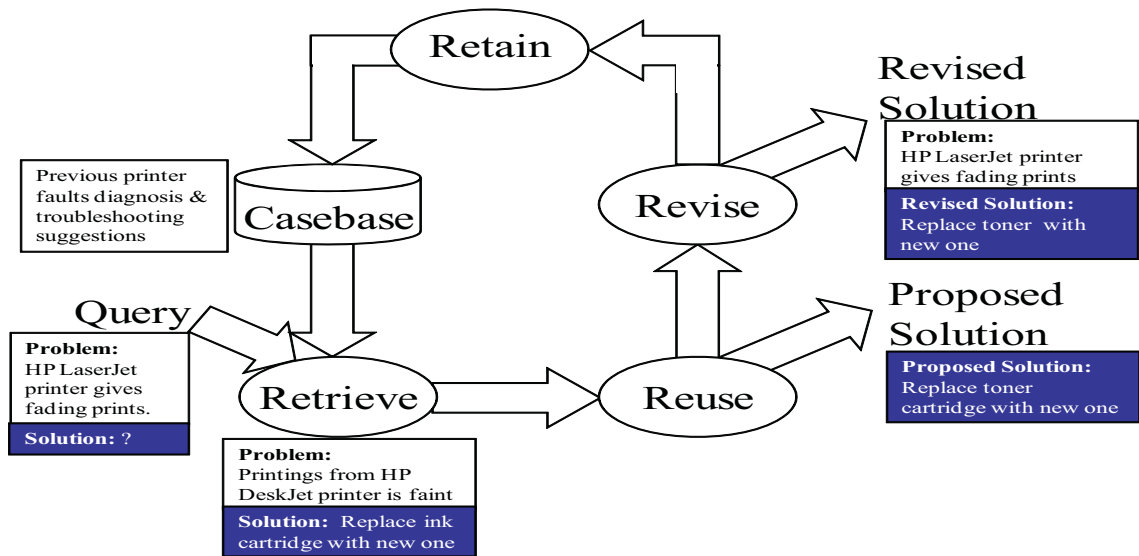 Retain
Revised
Solution
Problem:
HP LaserJet printer
gives fading prints
Revised Solution:
Replace toner with
new one
Previous printer
faults diagnosis &
troubleshooting
suggestions
Casebase
Revise
Query
Problem:
HP LaserJet
printer gives
fading prints.
Solution: ?
Retrieve
Problem:
Printings from HP
DeskJet printer is faint
Solution: Replace ink
cartridge with new one
Reuse
Proposed
Solution
Proposed Solution:
Replace toner
cartridge with new one